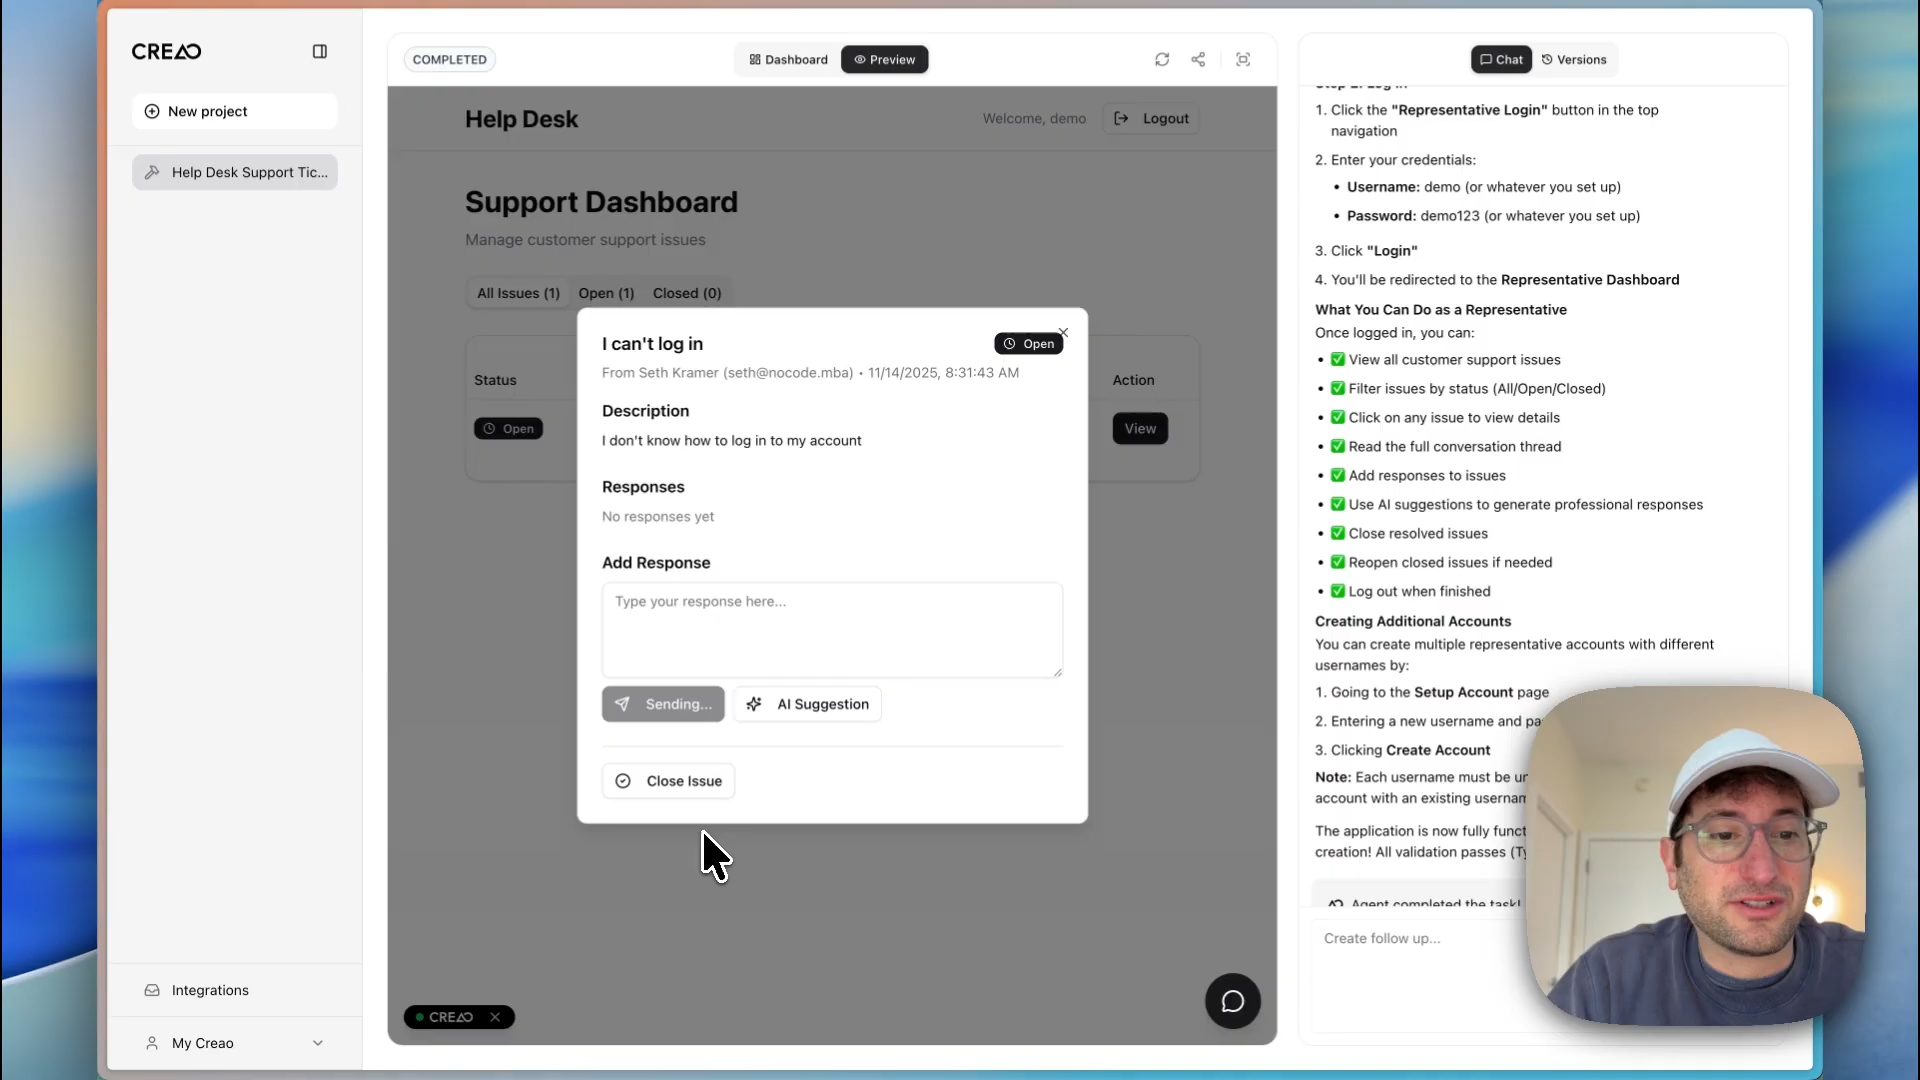 CREAO
New project
Help Desk Support Tic...
Integrations
My Creao
COMPLETED
Dashboard
Preview
Help Desk
Welcome, demo
Logout
Support Dashboard
Manage customer support issues
All Issues (1)
Open (1)
Closed (0)
Status
Action
Open
View
I can't log in
Open
From Seth Kramer (seth@nocode.mba) • 11/14/2025, 8:31:43 AM
Description
I don't know how to log in to my account
Responses
No responses yet
Add Response
Type your response here...
Sending...
AI Suggestion
Close Issue
CREAO
Chat
Versions
1. Click the "Representative Login" button in the top
navigation
2. Enter your credentials:
• Username: demo (or whatever you set up)
• Password: demo123 (or whatever you set up)
3. Click "Login"
4. You'll be redirected to the Representative Dashboard
What You Can Do as a Representative
Once logged in, you can:
• ✅ View all customer support issues
• ✅ Filter issues by status (All/Open/Closed)
• ✅ Click on any issue to view details
• ✅ Read the full conversation thread
• ✅ Add responses to issues
• ✅ Use AI suggestions to generate professional responses
• ✅ Close resolved issues
• ✅ Reopen closed issues if needed
• ✅ Log out when finished
Creating Additional Accounts
You can create multiple representative accounts with different
usernames by:
1. Going to the Setup Account page
2. Entering a new username and
3. Clicking Create Account
Note: Each username must be
account with an existing
The application is now fully
creation! All validation passes
Agent completed the task!
Create follow up...